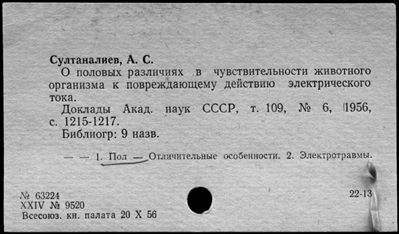 Султаналиев, А. С.
О половых различиях в чувствительности животного
организма к повреждающему действию электрического
тока.
Доклады Акад. наук СССР, т. 109, № 6, 1956,
с. 1215-1217.
Библиогр: 9 назв.
— — 1. Пол — Отличительные особенности. 2. Электротравмы.
№ 63224
22-13
XXIV № 9520
Всесоюз. кн. палата 20 X 56